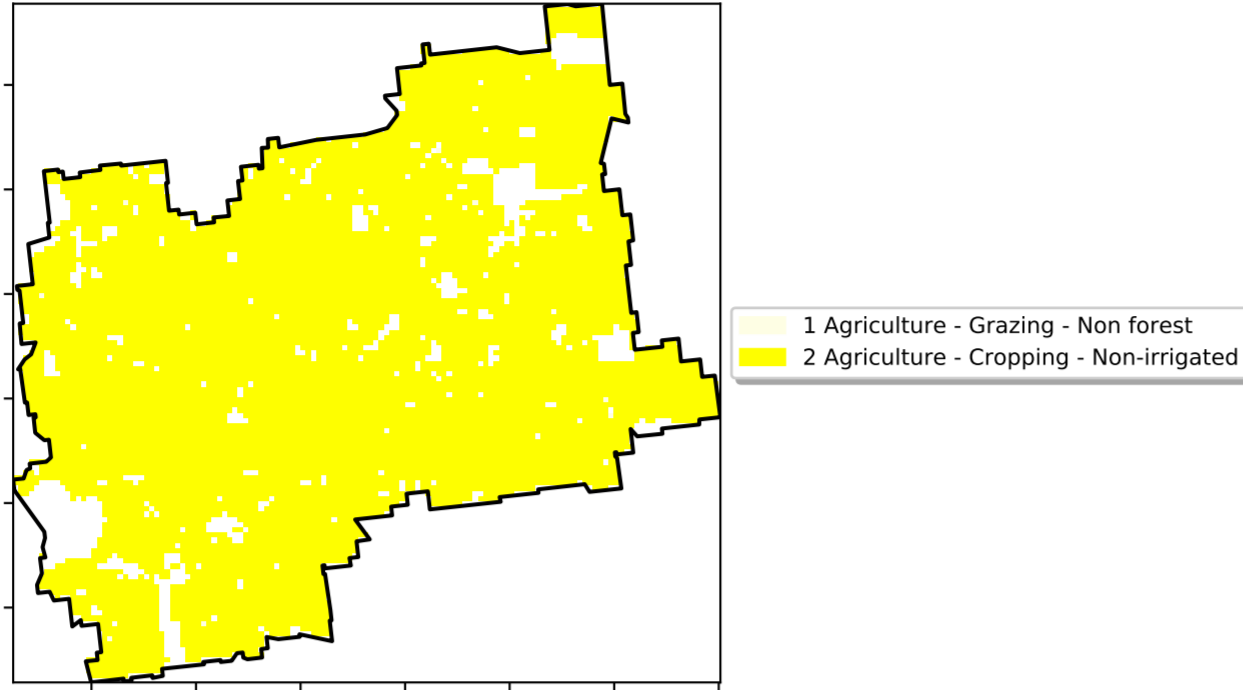 1 Agriculture - Grazing - Non forest
2 Agriculture - Cropping - Non-irrigated